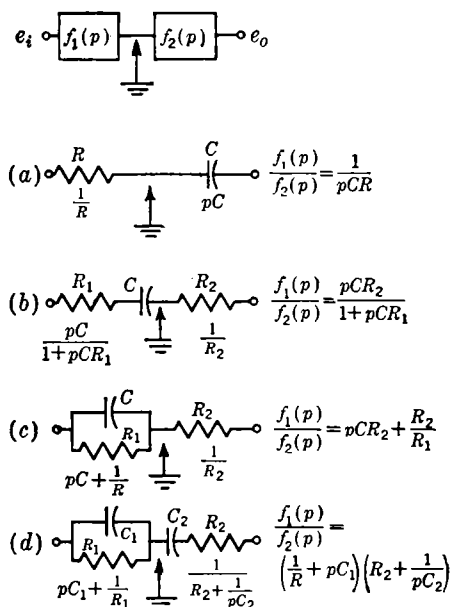 e_i f_1(p) f_2(p) e_o
(a) R C f_1(p)/f_2(p) = 1/pCR
1/R pC
(b) R_1 C R_2 f_1(p)/f_2(p) = pCR_2/(1+pCR_1)
pC/(1+pCR_1) 1/R_2
(c) C R_1 R_2 f_1(p)/f_2(p) = pCR_2 + R_2/R_1
pC + 1/R 1/R_2
(d) C_1 R_1 C_2 R_2 f_1(p)/f_2(p) =
pC_1 + 1/R_1 1/(R_2 + 1/pC_2) (1/R + pC_1)(R_2 + 1/pC_2)